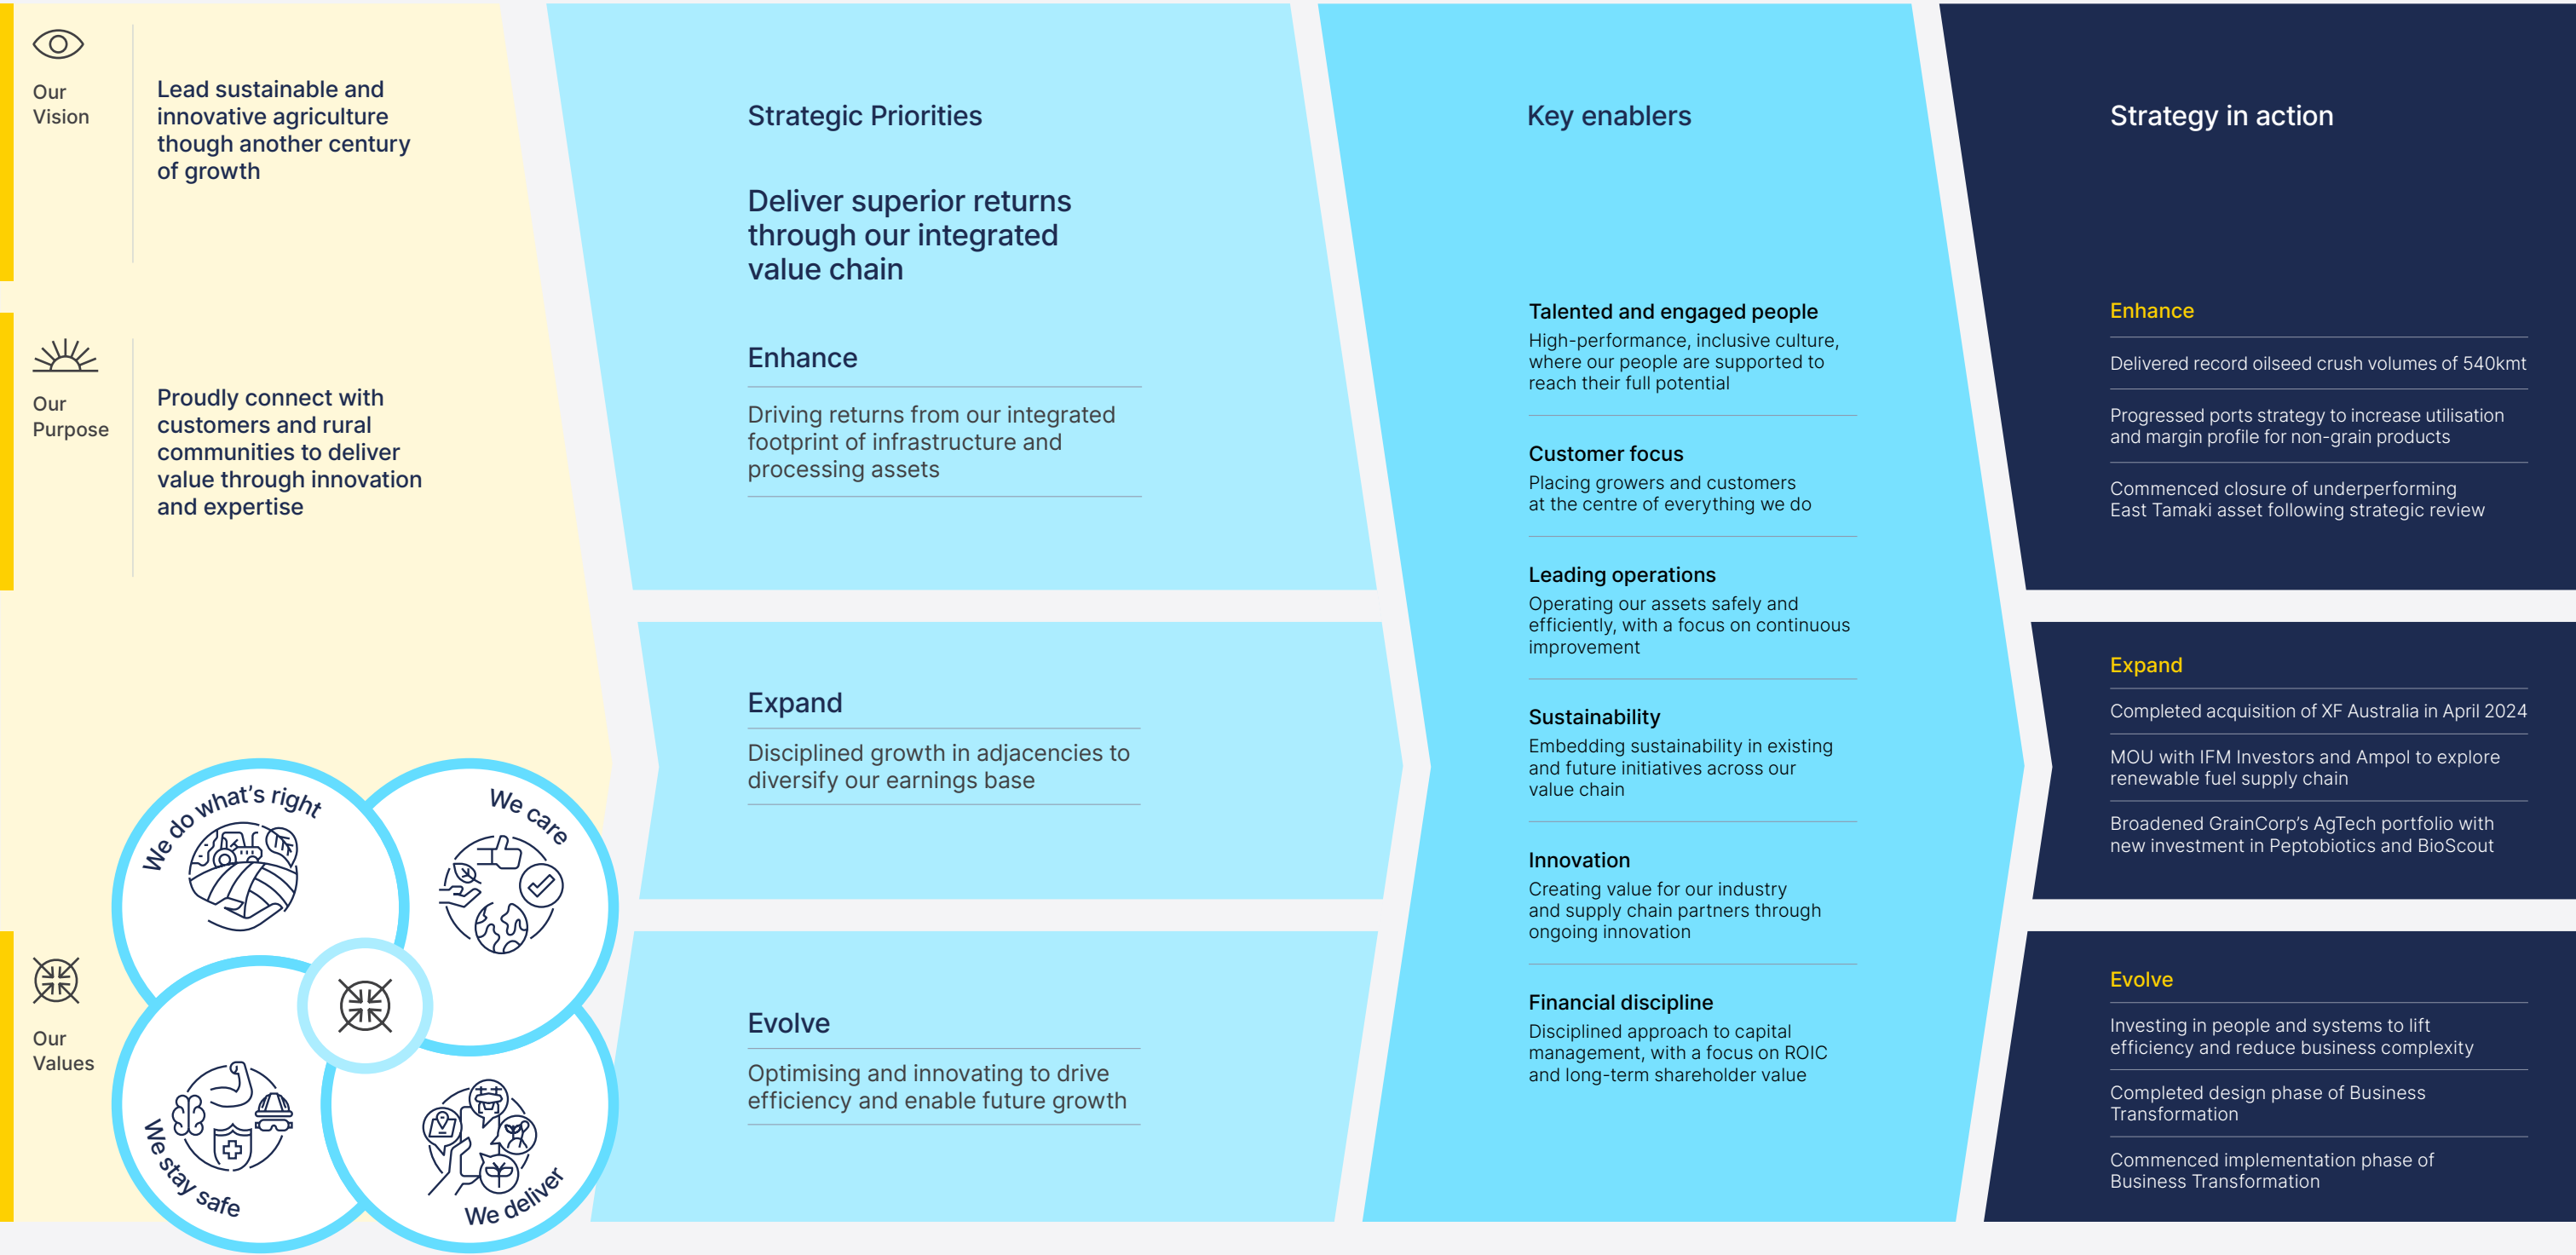 Our
Vision
Lead sustainable and
innovative agriculture
though another century
of growth
Our
Purpose
Proudly connect with
customers and rural
communities to deliver
value through innovation
and expertise
Our
Values
We do what's right
We care
We stay safe
We deliver
Strategic Priorities
Deliver superior returns
through our integrated
value chain
Enhance
Driving returns from our integrated
footprint of infrastructure and
processing assets
Expand
Disciplined growth in adjacencies to
diversify our earnings base
Evolve
Optimising and innovating to drive
efficiency and enable future growth
Key enablers
Talented and engaged people
High-performance, inclusive culture,
where our people are supported to
reach their full potential
Customer focus
Placing growers and customers
at the centre of everything we do
Leading operations
Operating our assets safely and
efficiently, with a focus on continuous
improvement
Sustainability
Embedding sustainability in existing
and future initiatives across our
value chain
Innovation
Creating value for our industry
and supply chain partners through
ongoing innovation
Financial discipline
Disciplined approach to capital
management, with a focus on ROIC
and long-term shareholder value
Strategy in action
Enhance
Delivered record oilseed crush volumes of 540kmt
Progressed ports strategy to increase utilisation
and margin profile for non-grain products
Commenced closure of underperforming
East Tamaki asset following strategic review
Expand
Completed acquisition of XF Australia in April 2024
MOU with IFM Investors and Ampol to explore
renewable fuel supply chain
Broadened GrainCorp's AgTech portfolio with
new investment in Peptobiotics and BioScout
Evolve
Investing in people and systems to lift
efficiency and reduce business complexity
Completed design phase of Business
Transformation
Commenced implementation phase of
Business Transformation